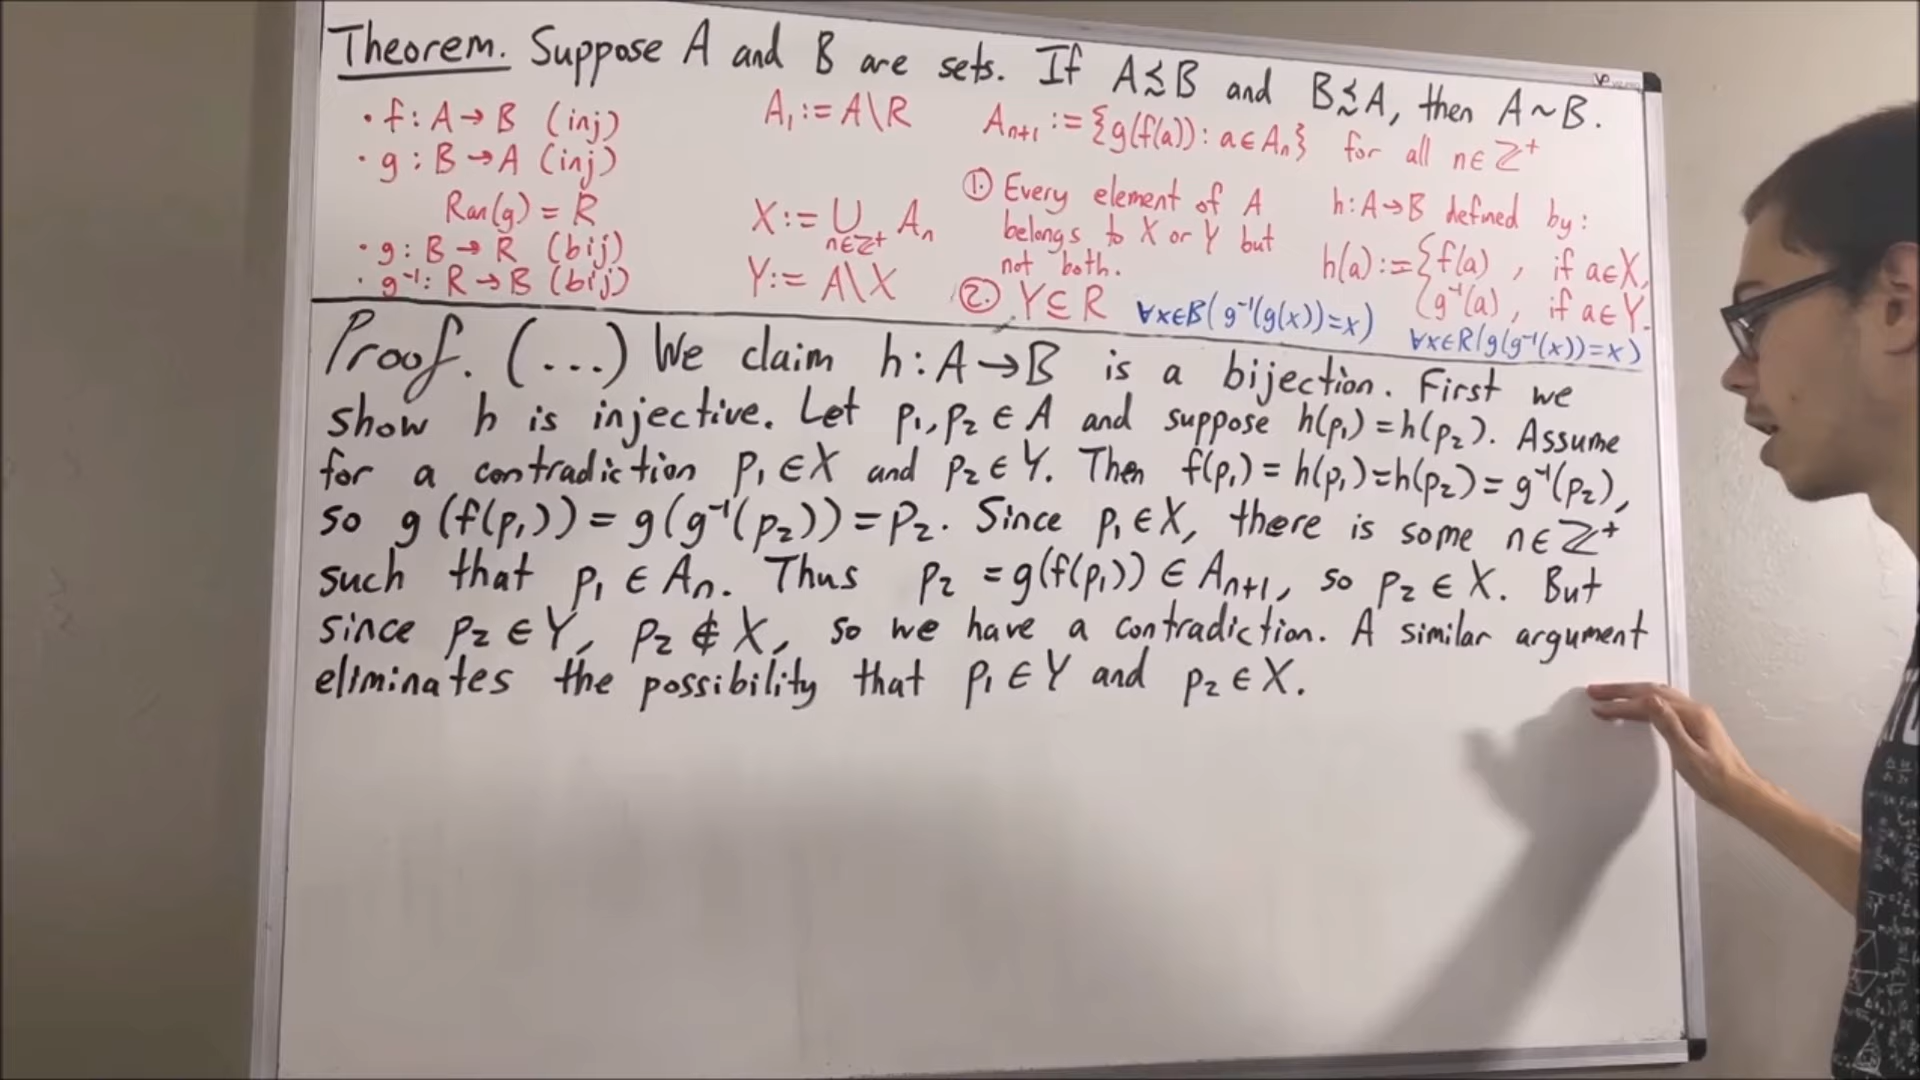 Theorem. Suppose A and B are sets. If A≾B and B≾A, then A~B.
• f: A→B (inj)
• g: B→A (inj)
Ran(g) = R
• g: B→R (bij)
• g⁻¹: R→B (bij)
A₁ := A\R
Aₙ₊₁ := {g(f(a)): a∈Aₙ} for all n∈ℤ⁺
X := ⋃ₙ∈ℤ⁺ Aₙ
Y := A\X
①. Every element of A
belongs to X or Y but
not both.
②. Y⊆R
h: A→B defined by:
h(a) := { f(a) , if a∈X,
g⁻¹(a) , if a∈Y.
∀x∈B(g⁻¹(g(x))=x)
∀x∈R(g(g⁻¹(x))=x)
Proof. (...) We claim h: A→B is a bijection. First we
show h is injective. Let p₁,p₂ ∈ A and suppose h(p₁)=h(p₂). Assume
for a contradiction p₁∈X and p₂∈Y. Then f(p₁) = h(p₁)=h(p₂) = g⁻¹(p₂),
so g(f(p₁)) = g(g⁻¹(p₂)) = p₂. Since p₁∈X, there is some n∈ℤ⁺
such that p₁ ∈ Aₙ. Thus p₂ = g(f(p₁)) ∈ Aₙ₊₁, so p₂ ∈ X. But
since p₂∈Y, p₂ ∉ X, so we have a contradiction. A similar argument
eliminates the possibility that p₁∈Y and p₂∈X.